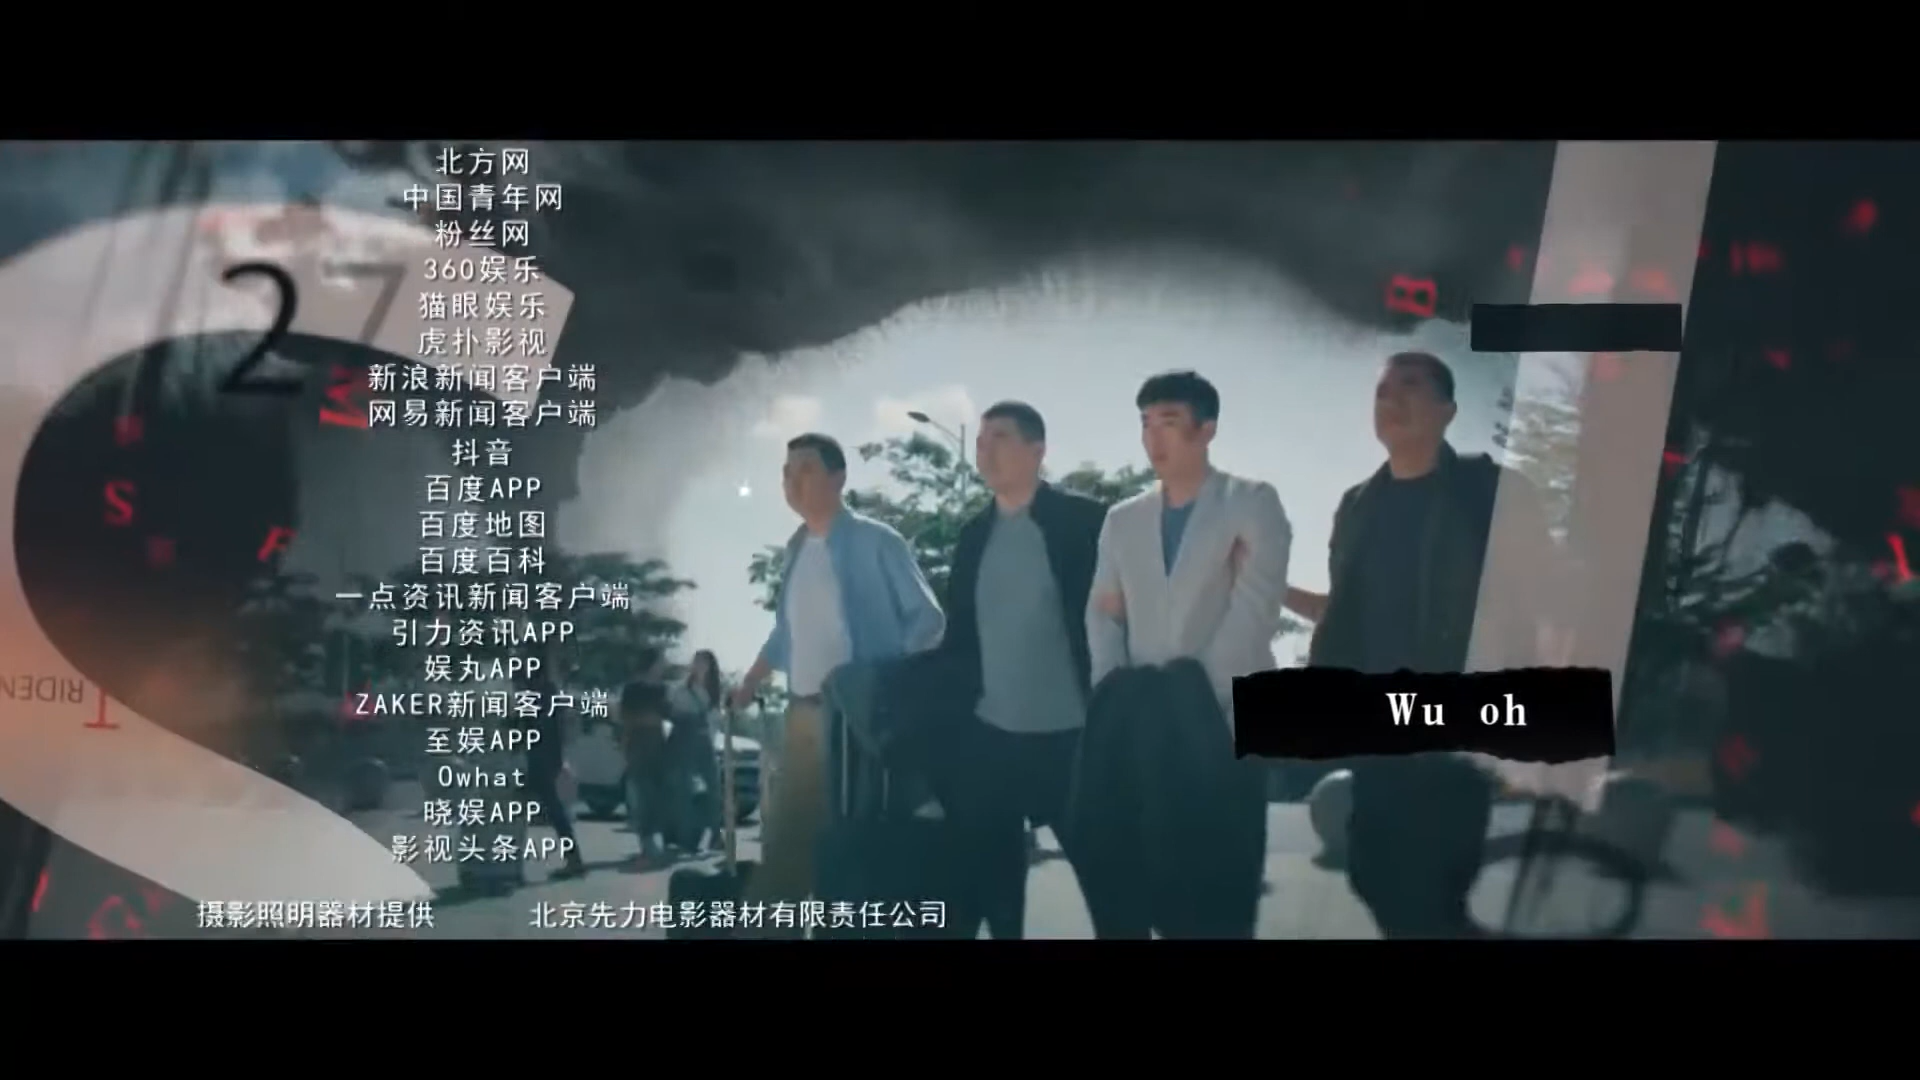 北方网
中国青年网
粉丝网
360娱乐
猫眼娱乐
虎扑影视
新浪新闻客户端
网易新闻客户端
抖音
百度APP
百度地图
百度百科
一点资讯新闻客户端
引力资讯APP
娱丸APP
ZAKER新闻客户端
至娱APP
Owhat
晓娱APP
影视头条APP
摄影照明器材提供 北京先力电影器材有限责任公司
27
M
S
B
T
RIDEN
Wu oh